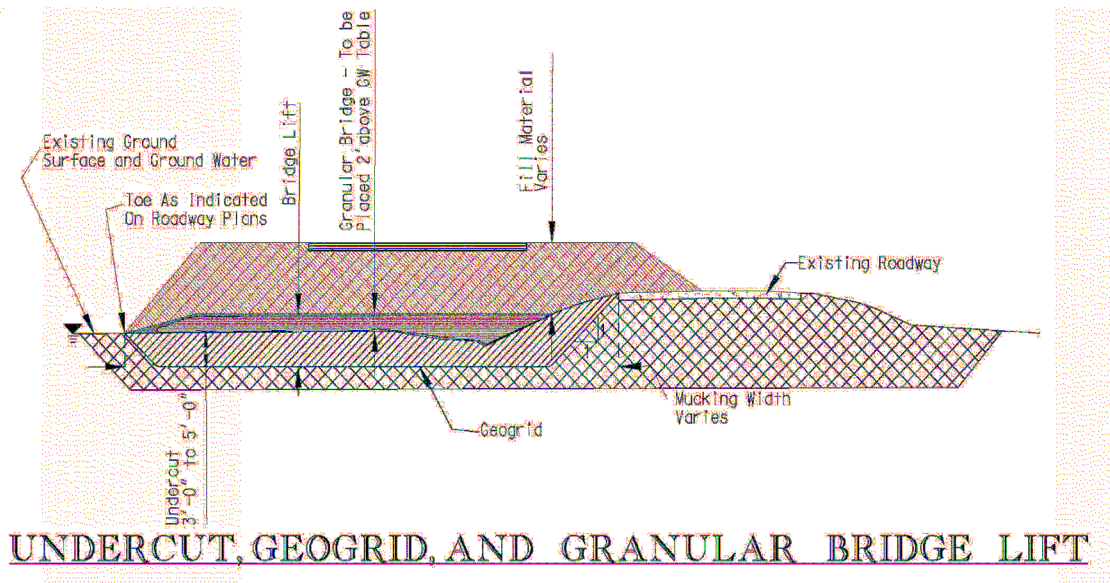 Existing Ground
Surface and Ground Water
Toe As Indicated
On Roadway Plans
Bridge Lift
Granular Bridge - To be
Placed 2' above GW Table
Fill Material
Varies
Existing Roadway
1
1
Mucking Width
Varies
Geogrid
Undercut
3'-0" to 5'-0"
UNDERCUT, GEOGRID, AND GRANULAR BRIDGE LIFT